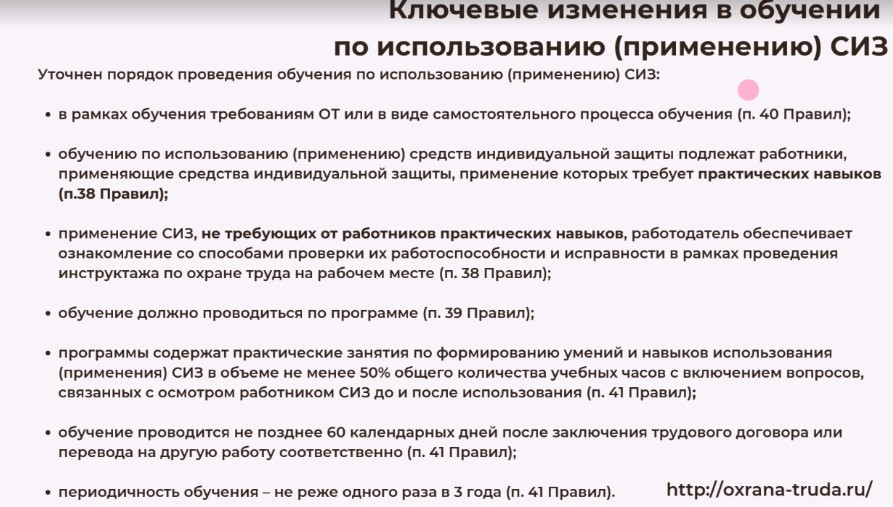 Ключевые изменения в обучении
по использованию (применению) СИЗ
Уточнен порядок проведения обучения по использованию (применению) СИЗ:
• в рамках обучения требованиям ОТ или в виде самостоятельного процесса обучения (п. 40 Правил);
• обучению по использованию (применению) средств индивидуальной защиты подлежат работники,
применяющие средства индивидуальной защиты, применение которых требует практических навыков
(п.38 Правил);
• применение СИЗ, не требующих от работников практических навыков, работодатель обеспечивает
ознакомление со способами проверки их работоспособности и исправности в рамках проведения
инструктажа по охране труда на рабочем месте (п. 38 Правил);
• обучение должно проводиться по программе (п. 39 Правил);
• программы содержат практические занятия по формированию умений и навыков использования
(применения) СИЗ в объеме не менее 50% общего количества учебных часов с включением вопросов,
связанных с осмотром работником СИЗ до и после использования (п. 41 Правил);
• обучение проводится не позднее 60 календарных дней после заключения трудового договора или
перевода на другую работу соответственно (п. 41 Правил);
• периодичность обучения – не реже одного раза в 3 года (п. 41 Правил).
http://oxrana-truda.ru/